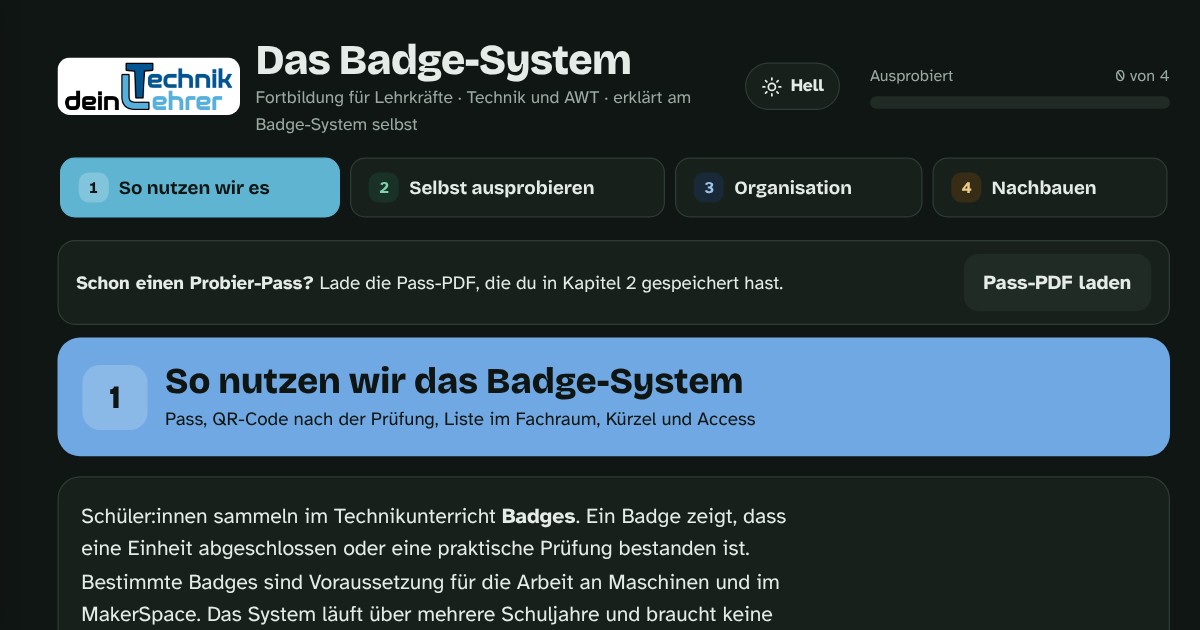 dein Technik Lehrer
Das Badge-System
Fortbildung für Lehrkräfte · Technik und AWT · erklärt am
Badge-System selbst
Hell
Ausprobiert 0 von 4
1 So nutzen wir es
2 Selbst ausprobieren
3 Organisation
4 Nachbauen
Schon einen Probier-Pass? Lade die Pass-PDF, die du in Kapitel 2 gespeichert hast.
Pass-PDF laden
1
So nutzen wir das Badge-System
Pass, QR-Code nach der Prüfung, Liste im Fachraum, Kürzel und Access
Schüler:innen sammeln im Technikunterricht Badges. Ein Badge zeigt, dass
eine Einheit abgeschlossen oder eine praktische Prüfung bestanden ist.
Bestimmte Badges sind Voraussetzung für die Arbeit an Maschinen und im
MakerSpace. Das System läuft über mehrere Schuljahre und braucht keine